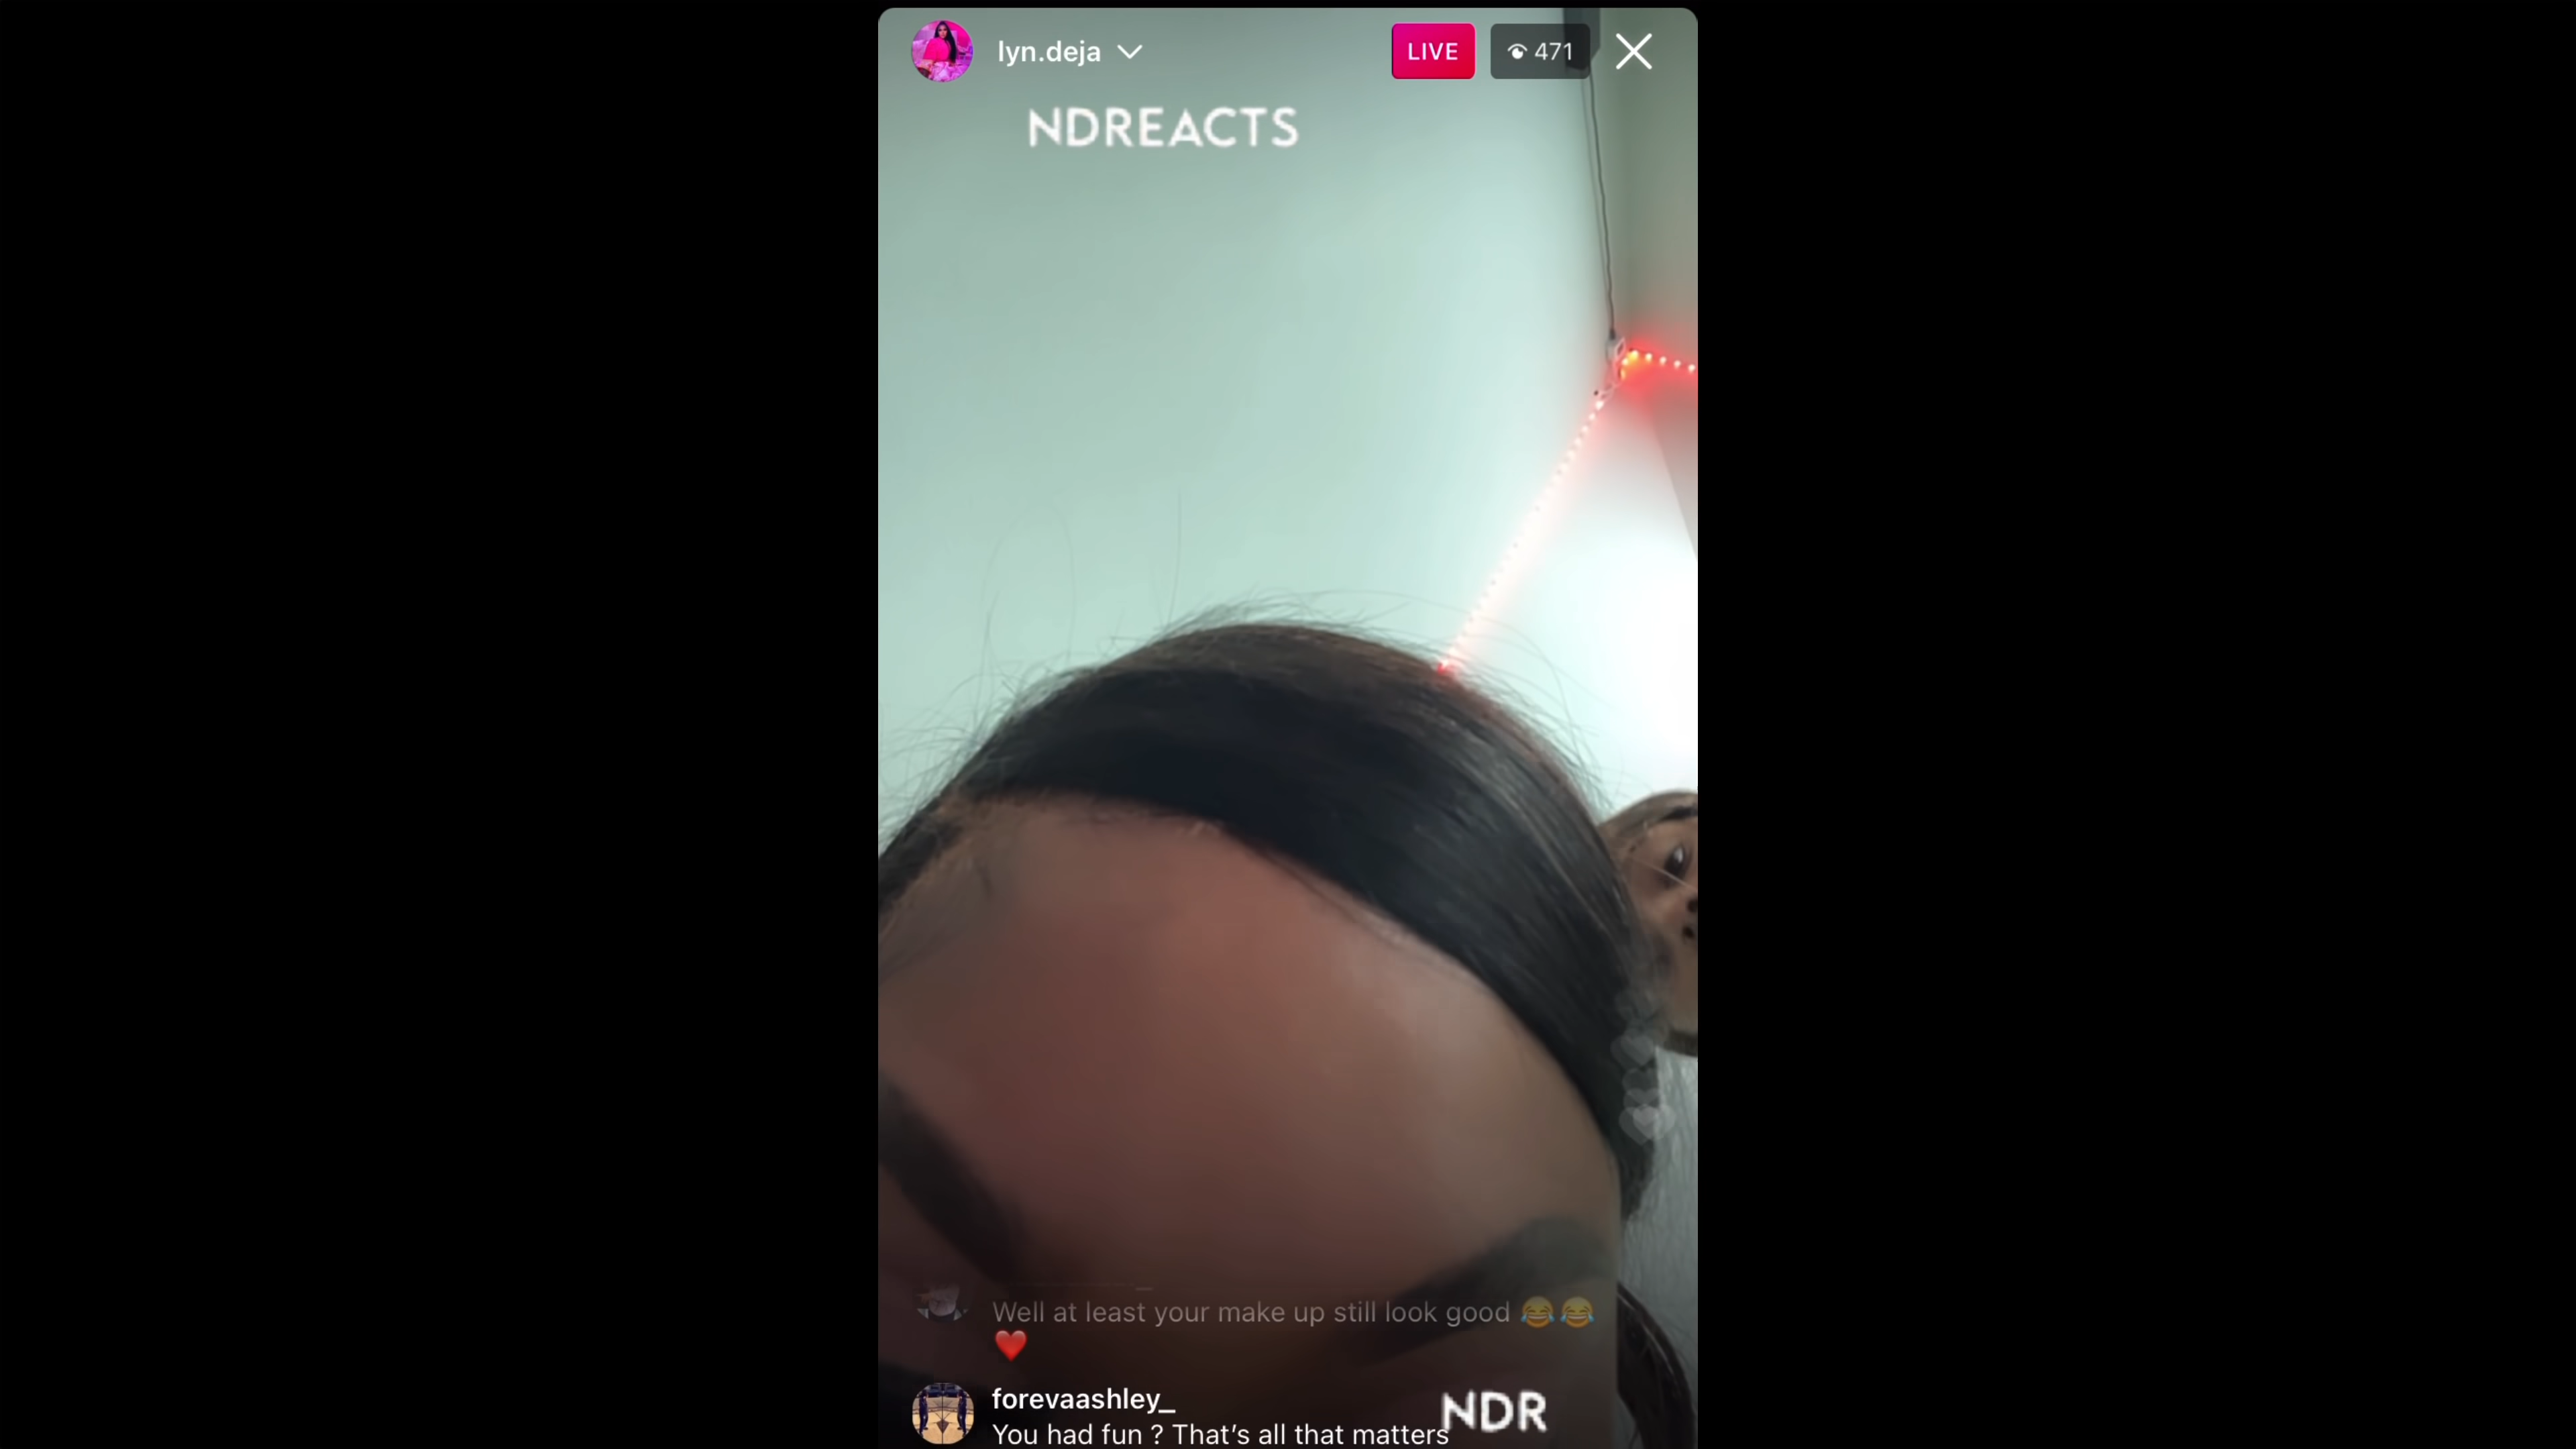 lyn.deja
LIVE
471
NDREACTS
Well at least your make up still look good 😂😂
❤️
forevaashley_
You had fun ? That’s all that matters
NDR